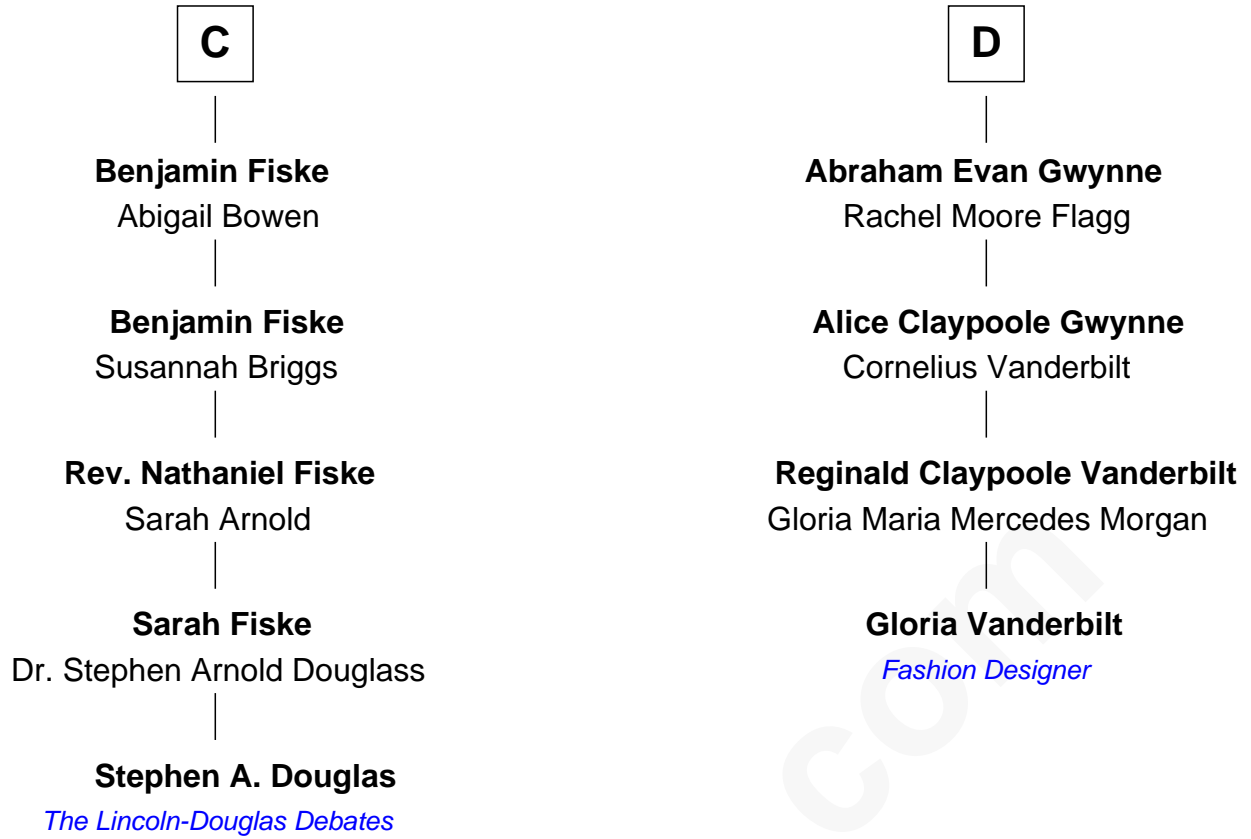 C
Benjamin Fiske
Abigail Bowen
Benjamin Fiske
Susannah Briggs
Rev. Nathaniel Fiske
Sarah Arnold
Sarah Fiske
Dr. Stephen Arnold Douglass
Stephen A. Douglas
The Lincoln-Douglas Debates
D
Abraham Evan Gwynne
Rachel Moore Flagg
Alice Claypoole Gwynne
Cornelius Vanderbilt
Reginald Claypoole Vanderbilt
Gloria Maria Mercedes Morgan
Gloria Vanderbilt
Fashion Designer
com